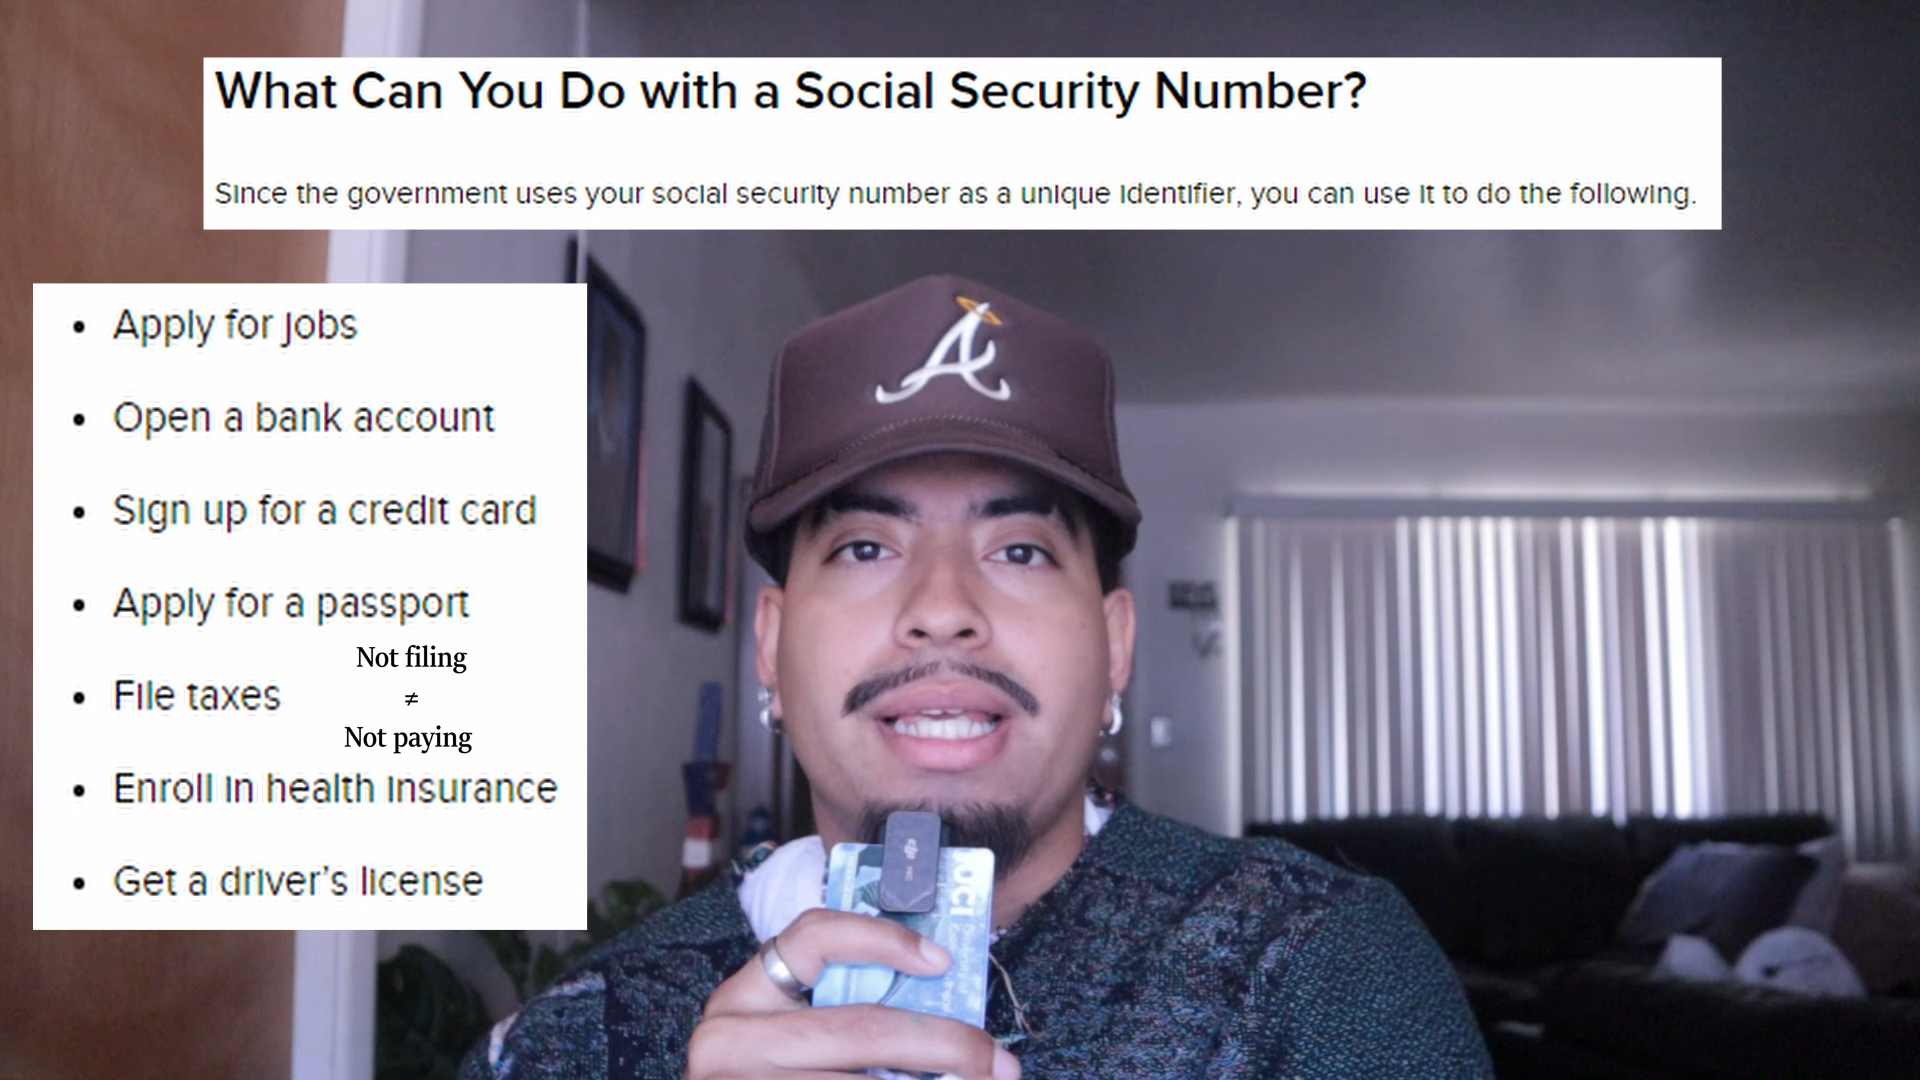 What Can You Do with a Social Security Number?
Since the government uses your social security number as a unique identifier, you can use it to do the following.
A
• Apply for jobs
• Open a bank account
• Sign up for a credit card
• Apply for a passport
Not filing
≠
Not paying
• File taxes
• Enroll in health insurance
• Get a driver's license
dji
UCI